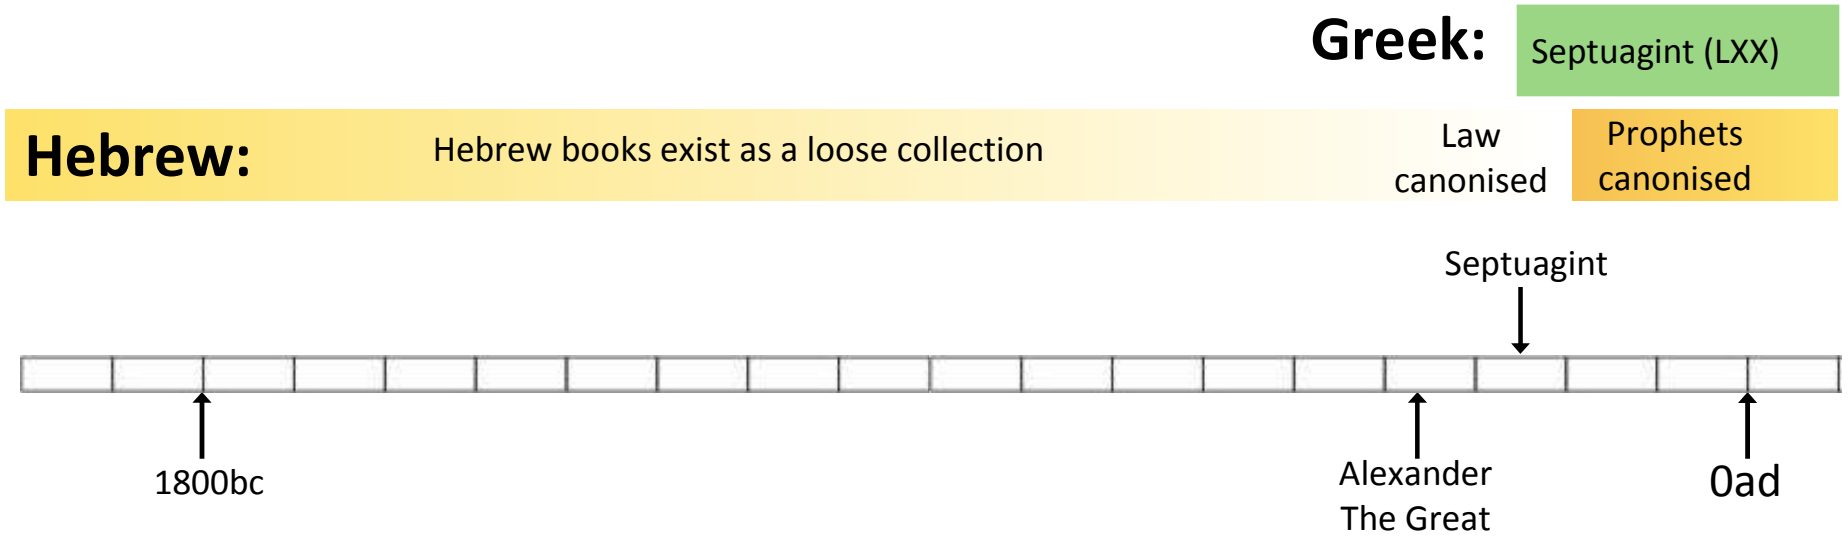 Greek:
Septuagint (LXX)
Hebrew:
Hebrew books exist as a loose collection
Law
canonised
Prophets
canonised
Septuagint
1800bc
Alexander
The Great
0ad